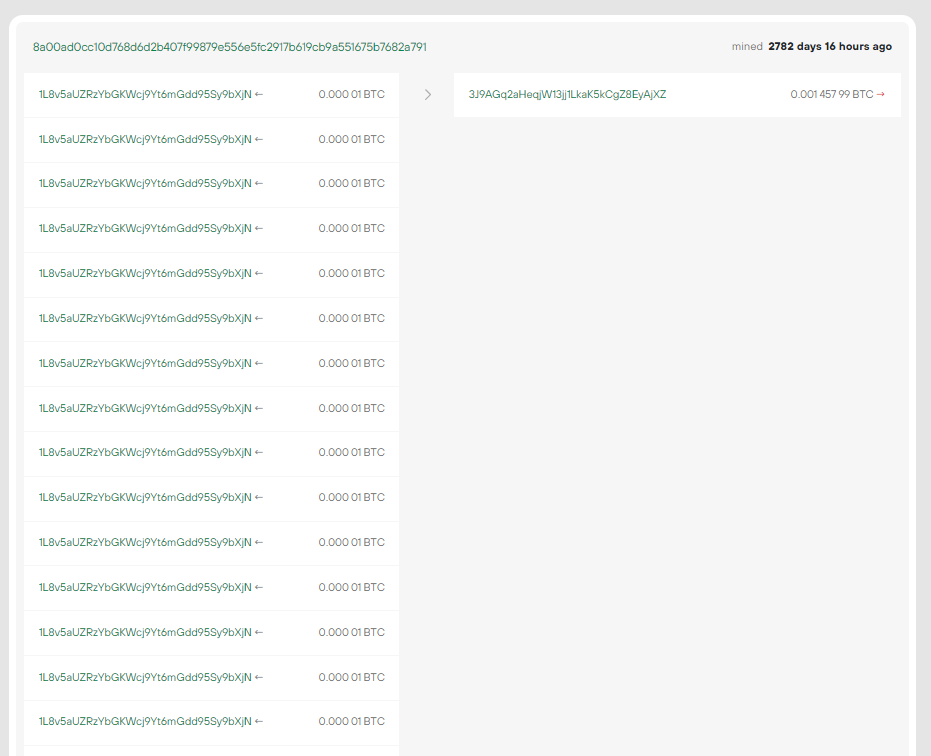 8a00ad0cc10d768d6d2b407f99879e556e5fc2917b619cb9a551675b7682a791 mined 2782 days 16 hours ago
1L8v5aUZRzYbGKWcj9Yt6mGdd95Sy9bXjN ← 0.000 01 BTC > 3J9AGq2aHeqjW13jj1LkaK5kCgZ8EyAjXZ 0.001 457 99 BTC →
1L8v5aUZRzYbGKWcj9Yt6mGdd95Sy9bXjN ← 0.000 01 BTC
1L8v5aUZRzYbGKWcj9Yt6mGdd95Sy9bXjN ← 0.000 01 BTC
1L8v5aUZRzYbGKWcj9Yt6mGdd95Sy9bXjN ← 0.000 01 BTC
1L8v5aUZRzYbGKWcj9Yt6mGdd95Sy9bXjN ← 0.000 01 BTC
1L8v5aUZRzYbGKWcj9Yt6mGdd95Sy9bXjN ← 0.000 01 BTC
1L8v5aUZRzYbGKWcj9Yt6mGdd95Sy9bXjN ← 0.000 01 BTC
1L8v5aUZRzYbGKWcj9Yt6mGdd95Sy9bXjN ← 0.000 01 BTC
1L8v5aUZRzYbGKWcj9Yt6mGdd95Sy9bXjN ← 0.000 01 BTC
1L8v5aUZRzYbGKWcj9Yt6mGdd95Sy9bXjN ← 0.000 01 BTC
1L8v5aUZRzYbGKWcj9Yt6mGdd95Sy9bXjN ← 0.000 01 BTC
1L8v5aUZRzYbGKWcj9Yt6mGdd95Sy9bXjN ← 0.000 01 BTC
1L8v5aUZRzYbGKWcj9Yt6mGdd95Sy9bXjN ← 0.000 01 BTC
1L8v5aUZRzYbGKWcj9Yt6mGdd95Sy9bXjN ← 0.000 01 BTC
1L8v5aUZRzYbGKWcj9Yt6mGdd95Sy9bXjN ← 0.000 01 BTC